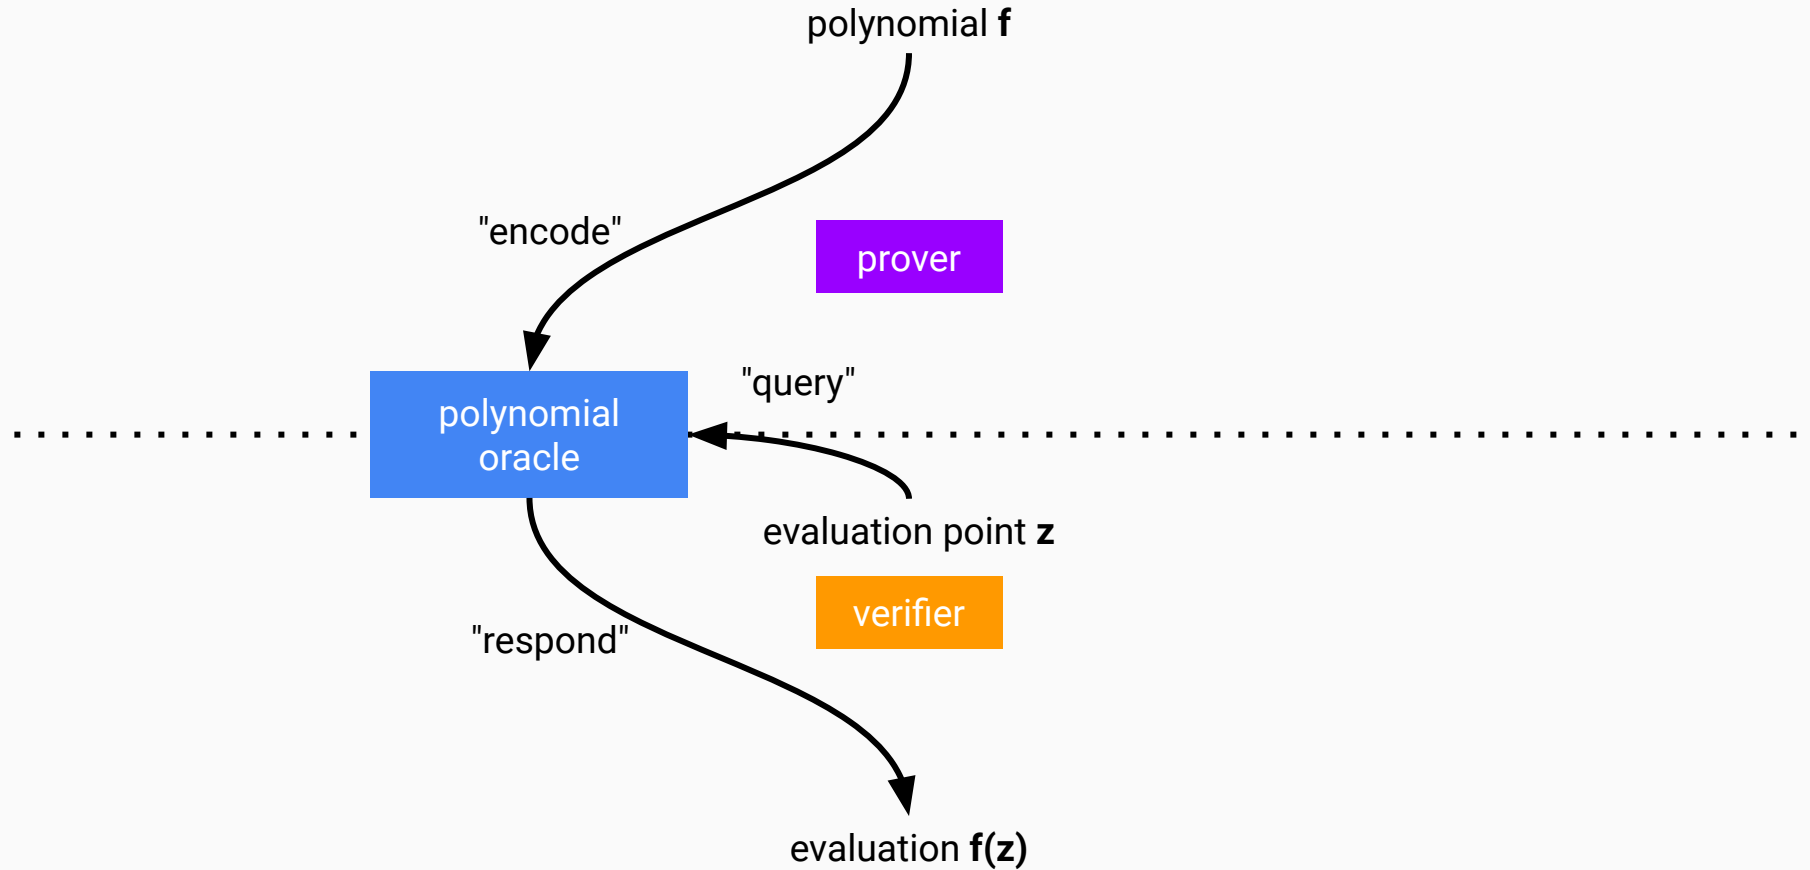 polynomial f
"encode"
prover
"query"
polynomial
oracle
evaluation point z
verifier
"respond"
evaluation f(z)